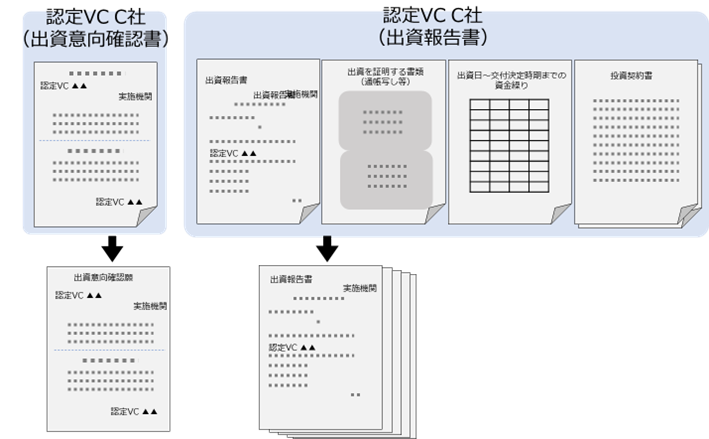 認定VC C社
（出資意向確認書）
認定VC ▲▲
実施機関
認定VC ▲▲
認定VC C社
（出資報告書）
出資報告書
出資報告書
実施機関
認定VC ▲▲
出資を証明する書類
（通帳写し等）
出資日～交付決定時期までの
資金繰り
投資契約書
出資意向確認願
認定VC ▲▲
実施機関
認定VC ▲▲
出資報告書
実施機関
認定VC ▲▲